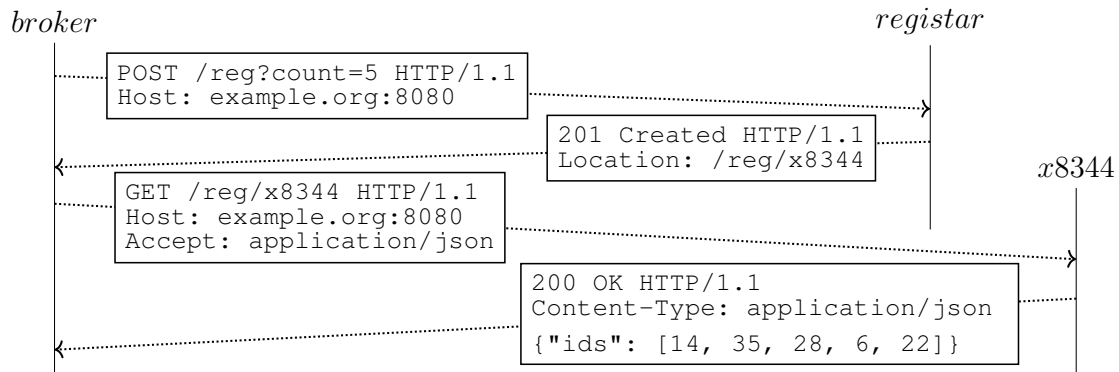 broker
registar
POST /reg?count=5 HTTP/1.1
Host: example.org:8080
201 Created HTTP/1.1
Location: /reg/x8344
x8344
GET /reg/x8344 HTTP/1.1
Host: example.org:8080
Accept: application/json
200 OK HTTP/1.1
Content-Type: application/json
{"ids": [14, 35, 28, 6, 22]}